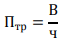 Птр = В
ч